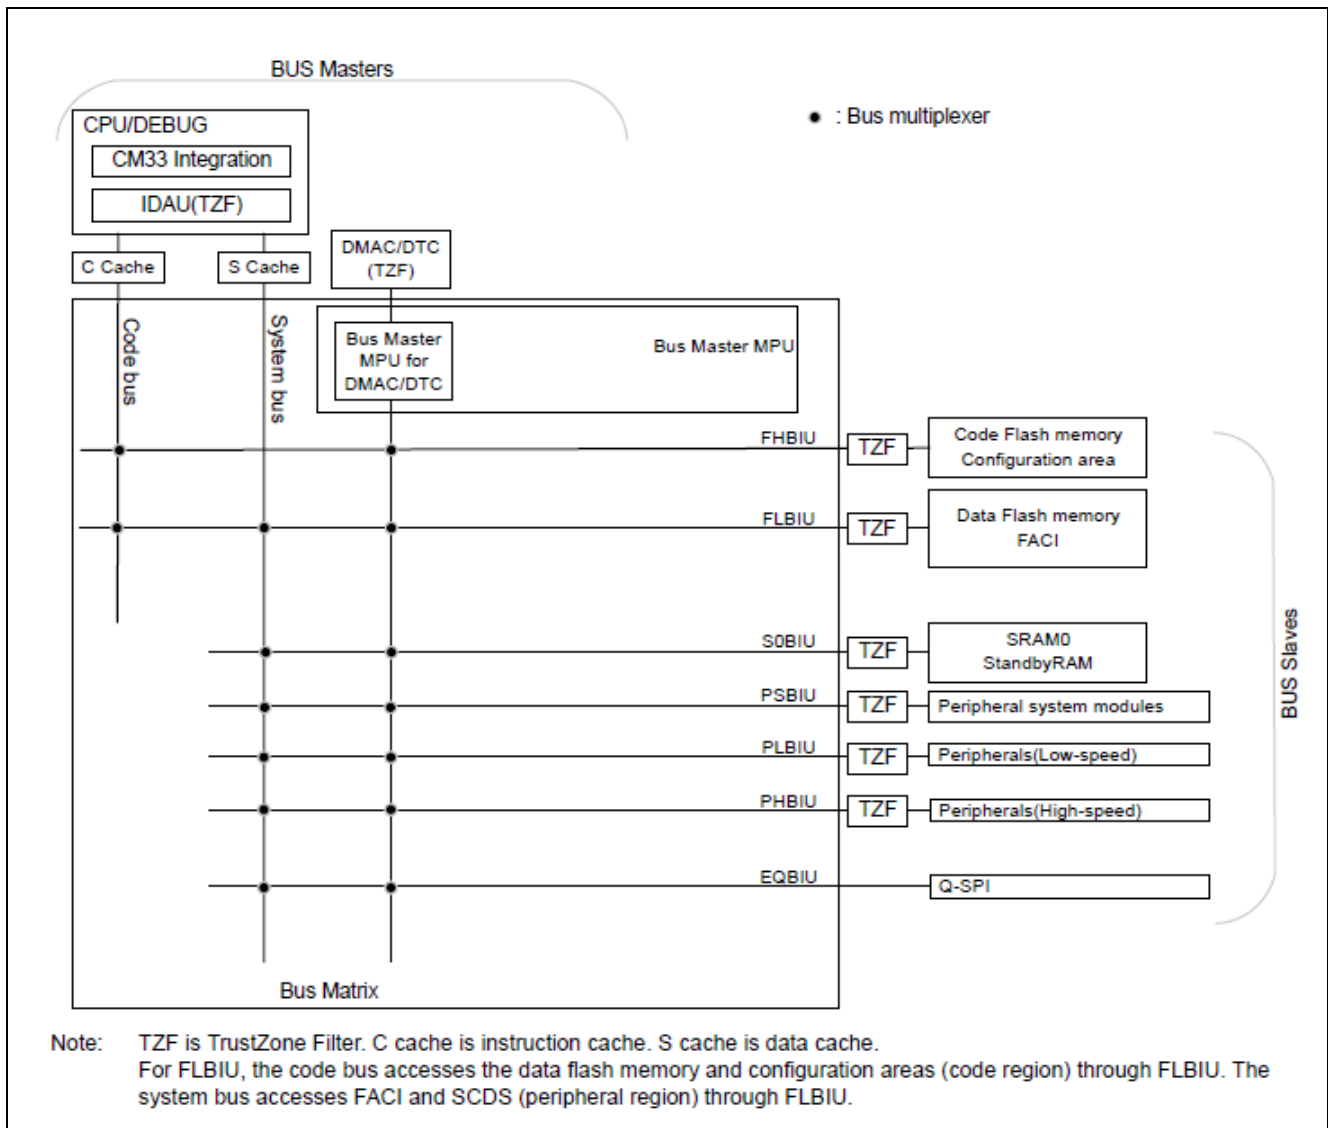 BUS Masters
CPU/DEBUG
CM33 Integration
IDAU(TZF)
● : Bus multiplexer
C Cache
S Cache
DMAC/DTC
(TZF)
Code bus
System bus
Bus Master
MPU for
DMAC/DTC
Bus Master MPU
FHBIU
TZF
Code Flash memory
Configuration area
FLBIU
TZF
Data Flash memory
FACI
S0BIU
TZF
SRAM0
StandbyRAM
PSBIU
TZF
Peripheral system modules
PLBIU
TZF
Peripherals(Low-speed)
PHBIU
TZF
Peripherals(High-speed)
EQBIU
Q-SPI
BUS Slaves
Bus Matrix
Note: TZF is TrustZone Filter. C cache is instruction cache. S cache is data cache.
For FLBIU, the code bus accesses the data flash memory and configuration areas (code region) through FLBIU. The
system bus accesses FACI and SCDS (peripheral region) through FLBIU.